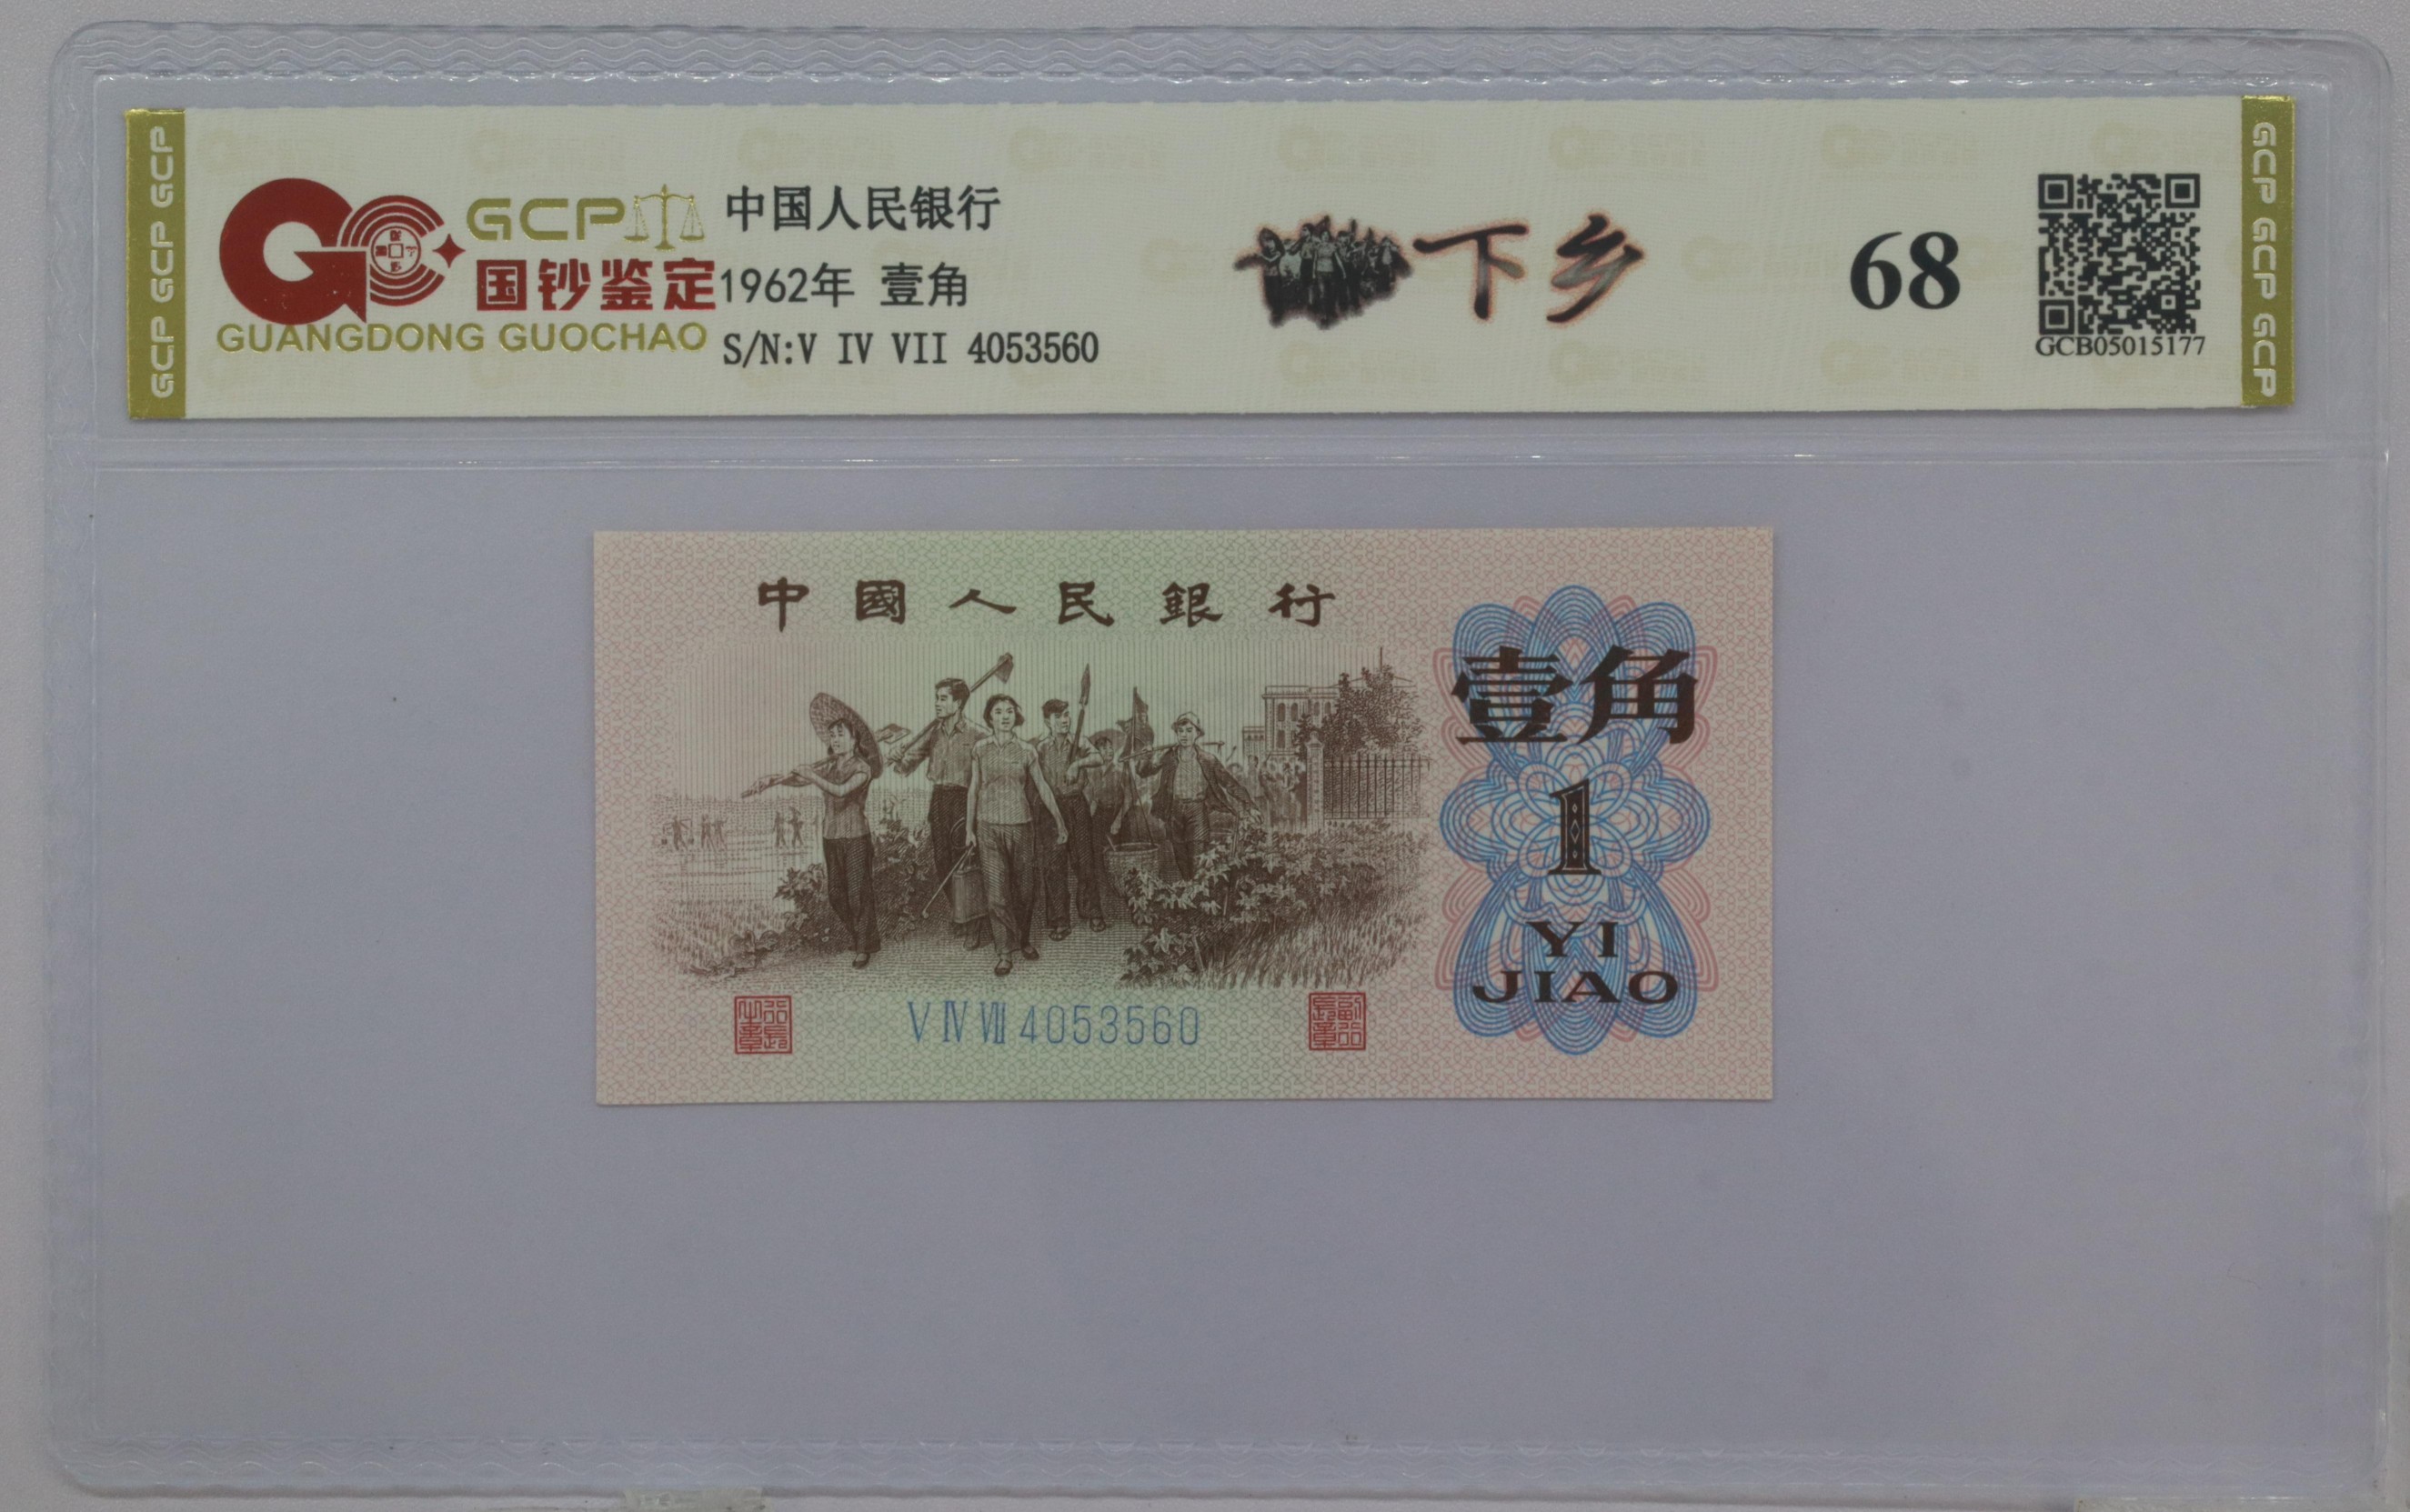 GCP GCP GCP
GCP
国钞鉴定
GUANGDONG GUOCHAO
中国人民银行
1962年 壹角
S/N:V IV VII 4053560
下乡
68
GCB05015177
GCP GCP GCP
中國人民銀行
壹角
1
YI
JIAO
V IV VII 4053560